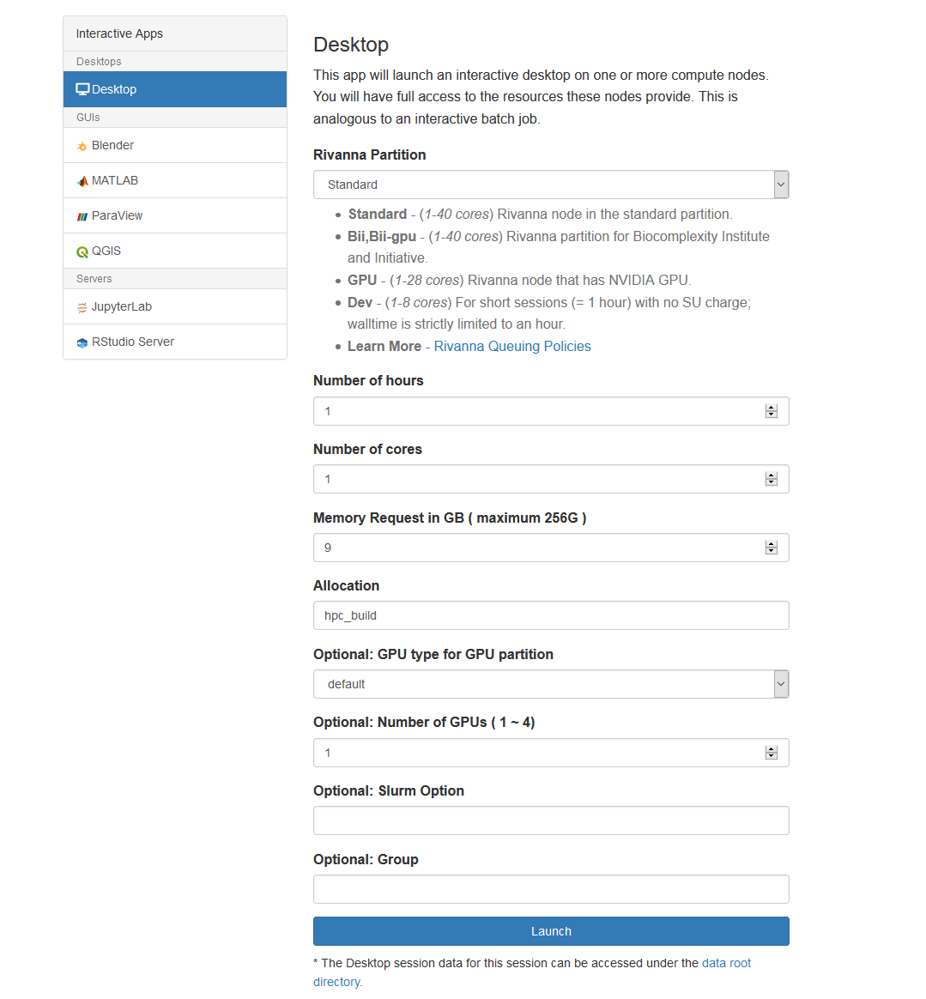 Interactive Apps
Desktops
Desktop
GUIs
Blender
MATLAB
ParaView
QGIS
Servers
JupyterLab
RStudio Server
Desktop
This app will launch an interactive desktop on one or more compute nodes.
You will have full access to the resources these nodes provide. This is
analogous to an interactive batch job.
Rivanna Partition
Standard
• Standard - (1-40 cores) Rivanna node in the standard partition.
• Bii,Bii-gpu - (1-40 cores) Rivanna partition for Biocomplexity Institute
and Initiative.
• GPU - (1-28 cores) Rivanna node that has NVIDIA GPU.
• Dev - (1-8 cores) For short sessions (= 1 hour) with no SU charge;
walltime is strictly limited to an hour.
• Learn More - Rivanna Queuing Policies
Number of hours
1
Number of cores
1
Memory Request in GB ( maximum 256G )
9
Allocation
hpc_build
Optional: GPU type for GPU partition
default
Optional: Number of GPUs ( 1 ~ 4)
1
Optional: Slurm Option
Optional: Group
Launch
* The Desktop session data for this session can be accessed under the data root
directory.